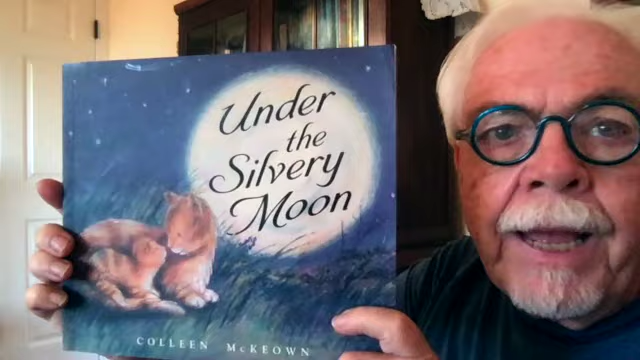 Under
the
Silvery
Moon
COLLEEN McKEOWN